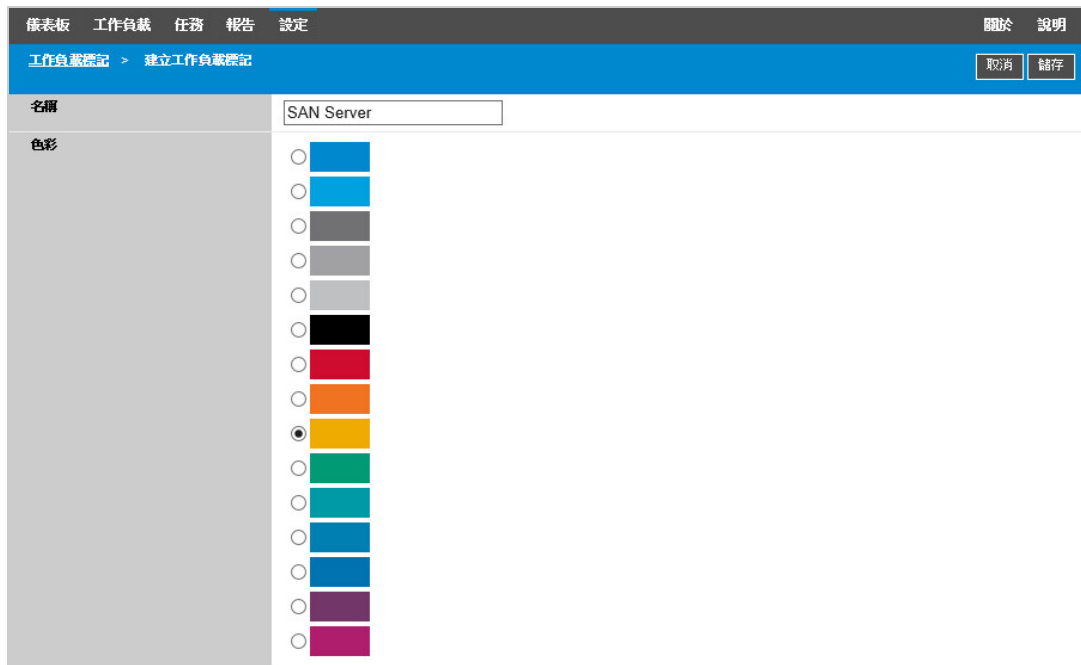 儀表板 工作負載 任務 報告 設定 關於 說明
工作負載標記 > 建立工作負載標記 取消 儲存
名稱 SAN Server
色彩